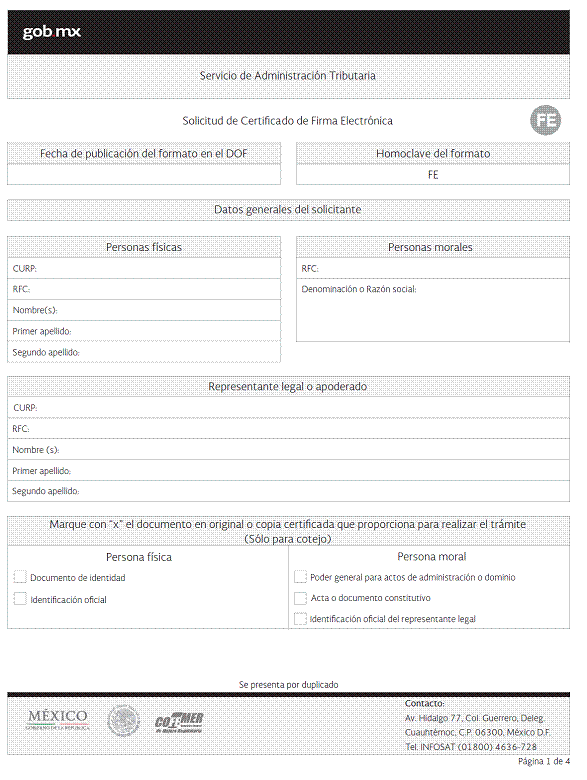 gob.mx
Servicio de Administración Tributaria
Solicitud de Certificado de Firma Electrónica
FE
Fecha de publicación del formato en el DOF
Homoclave del formato
FE
Datos generales del solicitante
Personas físicas
CURP:
RFC:
Nombre(s):
Primer apellido:
Segundo apellido:
Personas morales
RFC:
Denominación o Razón social:
Representante legal o apoderado
CURP:
RFC:
Nombre (s):
Primer apellido:
Segundo apellido:
Marque con “x” el documento en original o copia certificada que proporciona para realizar el trámite
(Sólo para cotejo)
Persona física
Documento de identidad
Identificación oficial
Persona moral
Poder general para actos de administración o dominio
Acta o documento constitutivo
Identificación oficial del representante legal
Se presenta por duplicado
MÉXICO
GOBIERNO DE LA REPÚBLICA
COFEMER
de Mejora Regulatoria
Contacto:
Av. Hidalgo 77, Col. Guerrero, Deleg.
Cuauhtémoc, C.P. 06300, México D.F.
Tel. INFOSAT (01800) 4636-728
Página 1 de 4